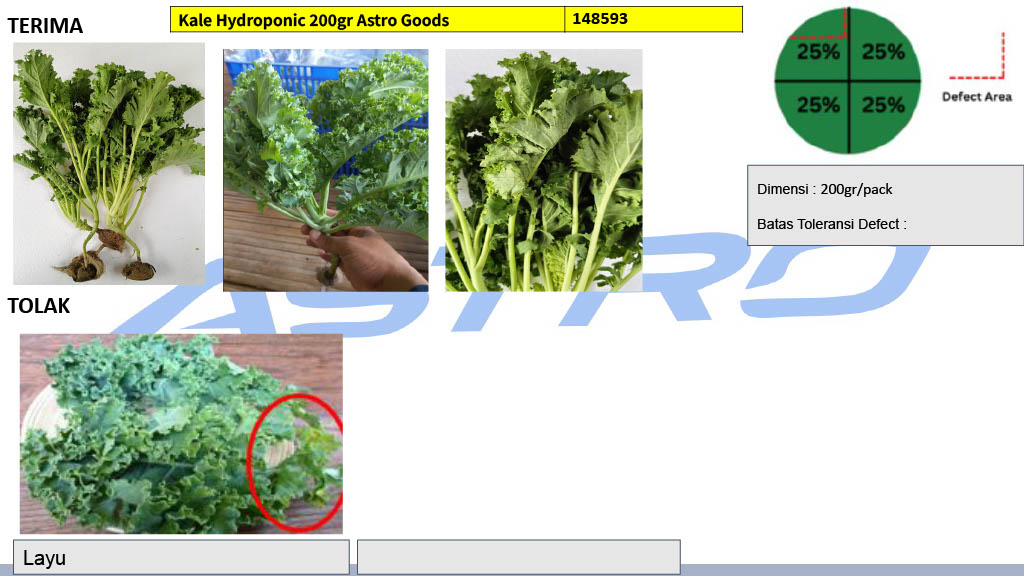 TERIMA
Kale Hydroponic 200gr Astro Goods
148593
25%
25%
25%
25%
Defect Area
Dimensi : 200gr/pack
Batas Toleransi Defect :
ASTRO
TOLAK
Layu